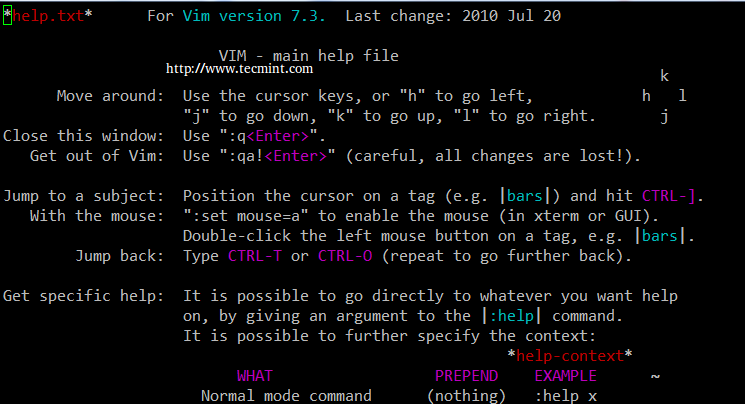 *help.txt*      For Vim version 7.3.  Last change: 2010 Jul 20
VIM - main help file
http://www.tecmint.com
k
Move around:  Use the cursor keys, or "h" to go left,            h   l
"j" to go down, "k" to go up, "l" to go right.       j
Close this window:  Use ":q<Enter>".
Get out of Vim:  Use ":qa!<Enter>" (careful, all changes are lost!).
Jump to a subject:  Position the cursor on a tag (e.g. |bars|) and hit CTRL-].
With the mouse:  ":set mouse=a" to enable the mouse (in xterm or GUI).
Double-click the left mouse button on a tag, e.g. |bars|.
Jump back:  Type CTRL-T or CTRL-O (repeat to go further back).
Get specific help:  It is possible to go directly to whatever you want help
on, by giving an argument to the |:help| command.
It is possible to further specify the context:
*help-context*
WHAT                  PREPEND    EXAMPLE      ~
Normal mode command      (nothing)   :help x